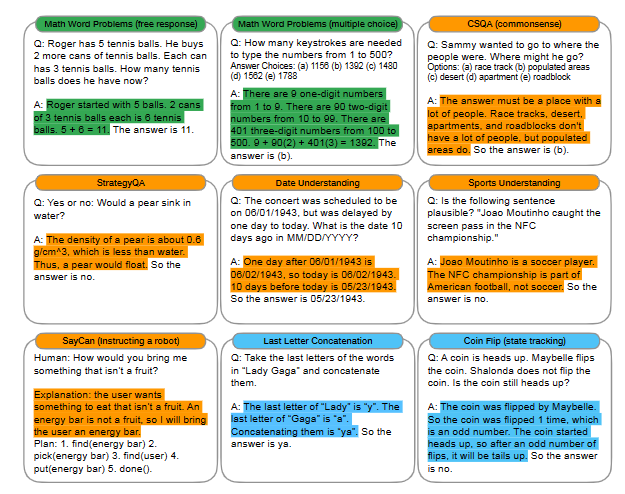 Math Word Problems (free response)
Q: Roger has 5 tennis balls. He buys
2 more cans of tennis balls. Each can
has 3 tennis balls. How many tennis
balls does he have now?
A: Roger started with 5 balls. 2 cans
of 3 tennis balls each is 6 tennis
balls. 5 + 6 = 11. The answer is 11.
Math Word Problems (multiple choice)
Q: How many keystrokes are needed
to type the numbers from 1 to 500?
Answer Choices: (a) 1156 (b) 1392 (c) 1480
(d) 1562 (e) 1788
A: There are 9 one-digit numbers
from 1 to 9. There are 90 two-digit
numbers from 10 to 99. There are
401 three-digit numbers from 100 to
500. 9 + 90(2) + 401(3) = 1392. The
answer is (b).
CSQA (commonsense)
Q: Sammy wanted to go to where the
people were. Where might he go?
Options: (a) race track (b) populated areas
(c) desert (d) apartment (e) roadblock
A: The answer must be a place with a
lot of people. Race tracks, desert,
apartments, and roadblocks don't
have a lot of people, but populated
areas do. So the answer is (b).
StrategyQA
Q: Yes or no: Would a pear sink in
water?
A: The density of a pear is about 0.6
g/cm^3, which is less than water.
Thus, a pear would float. So the
answer is no.
Date Understanding
Q: The concert was scheduled to be
on 06/01/1943, but was delayed by
one day to today. What is the date 10
days ago in MM/DD/YYYY?
A: One day after 06/01/1943 is
06/02/1943, so today is 06/02/1943.
10 days before today is 05/23/1943.
So the answer is 05/23/1943.
Sports Understanding
Q: Is the following sentence
plausible? "Joao Moutinho caught the
screen pass in the NFC
championship."
A: Joao Moutinho is a soccer player.
The NFC championship is part of
American football, not soccer. So the
answer is no.
SayCan (Instructing a robot)
Human: How would you bring me
something that isn't a fruit?
Explanation: the user wants
something to eat that isn't a fruit. An
energy bar is not a fruit, so I will bring
the user an energy bar.
Plan: 1. find(energy bar) 2.
pick(energy bar) 3. find(user) 4.
put(energy bar) 5. done().
Last Letter Concatenation
Q: Take the last letters of the words
in "Lady Gaga" and concatenate
them.
A: The last letter of "Lady" is "y". The
last letter of "Gaga" is "a".
Concatenating them is "ya". So the
answer is ya.
Coin Flip (state tracking)
Q: A coin is heads up. Maybelle flips
the coin. Shalonda does not flip the
coin. Is the coin still heads up?
A: The coin was flipped by Maybelle.
So the coin was flipped 1 time, which
is an odd number. The coin started
heads up, so after an odd number of
flips, it will be tails up. So the answer
is no.